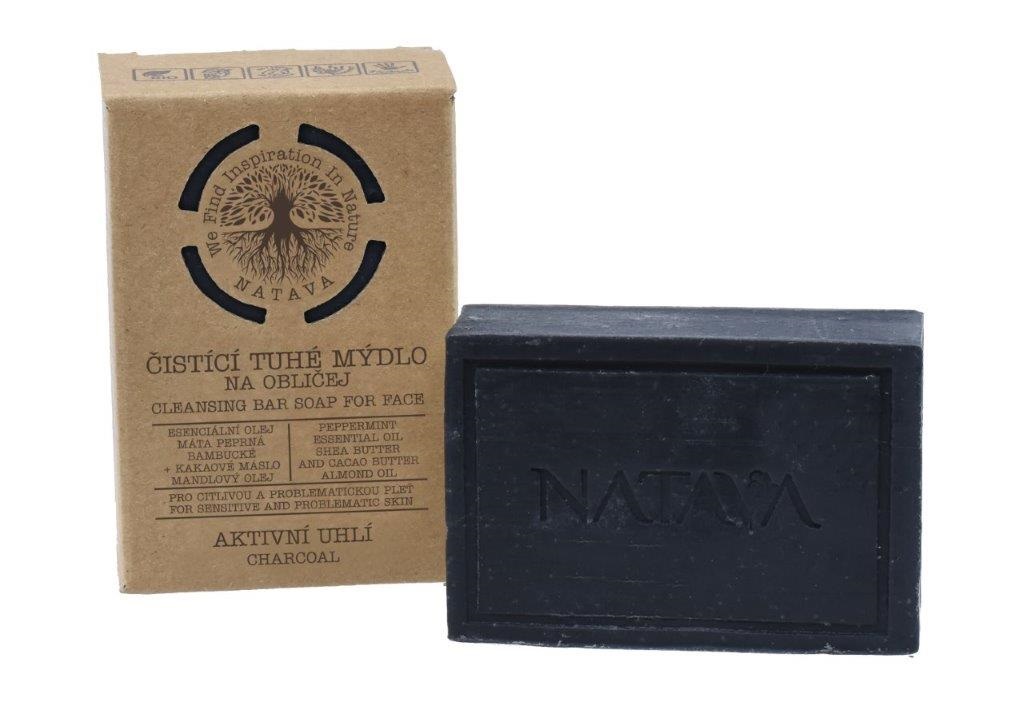 BIO
We Find Inspiration In Nature
NATAVA
ČISTÍCÍ TUHÉ MÝDLO
NA OBLIČEJ
CLEANSING BAR SOAP FOR FACE
ESENCIÁLNÍ OLEJ
MÁTA PEPRNÁ
BAMBUCKÉ
+ KAKAOVÉ MÁSLO
MANDLOVÝ OLEJ
PEPPERMINT
ESSENTIAL OIL
SHEA BUTTER
AND CACAO BUTTER
ALMOND OIL
PRO CITLIVOU A PROBLEMATICKOU PLEŤ
FOR SENSITIVE AND PROBLEMATIC SKIN
AKTIVNÍ UHLÍ
CHARCOAL
NATAVA